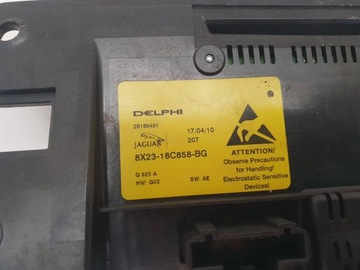 DELPHI
28180491
17/04/10
207
JAGUAR
8X23-18C858-BG
G 925 A
HW: G03
SW: AE
ATTENTION!
Observe Precautions
for Handling!
Electrostatic Sensitive
Devices!